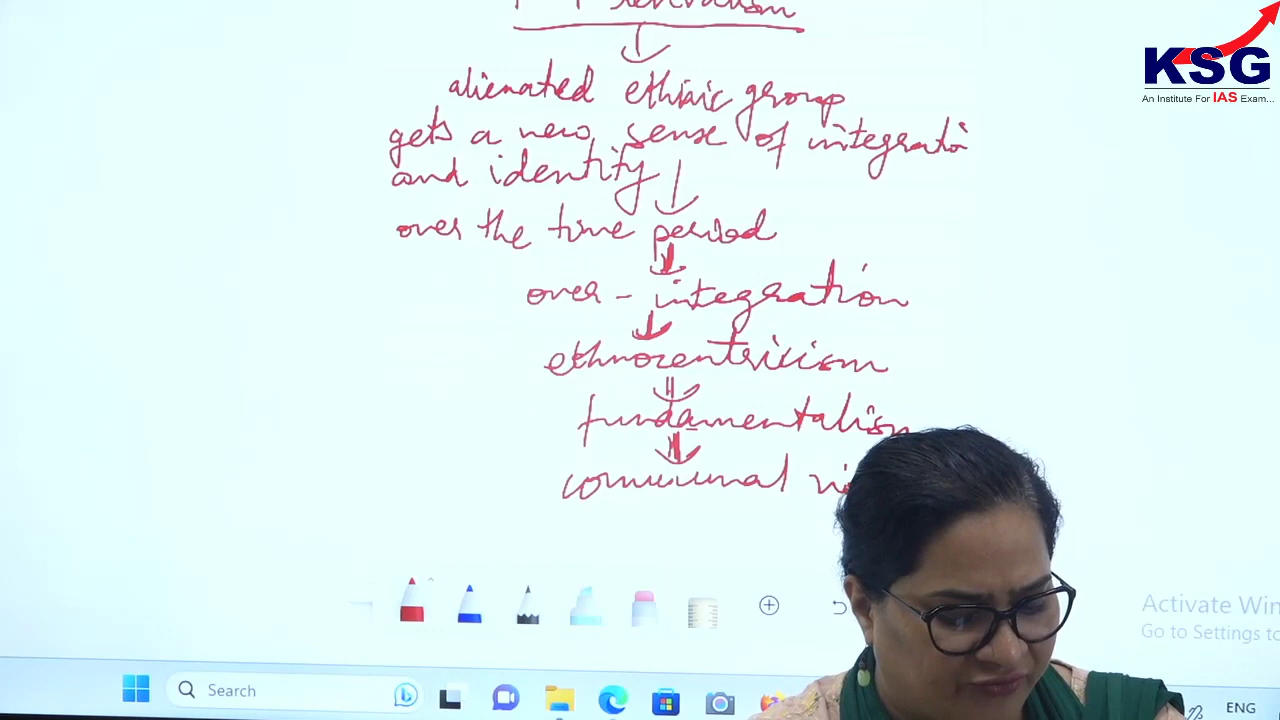 alienated ethnic group
gets a new sense of integratio
and identity
over the time period
over - integration
ethnocentricism
fundamentalism
communal
KSG
An Institute For IAS Exam...
Activate Win
Go to Settings to
Search
ENG